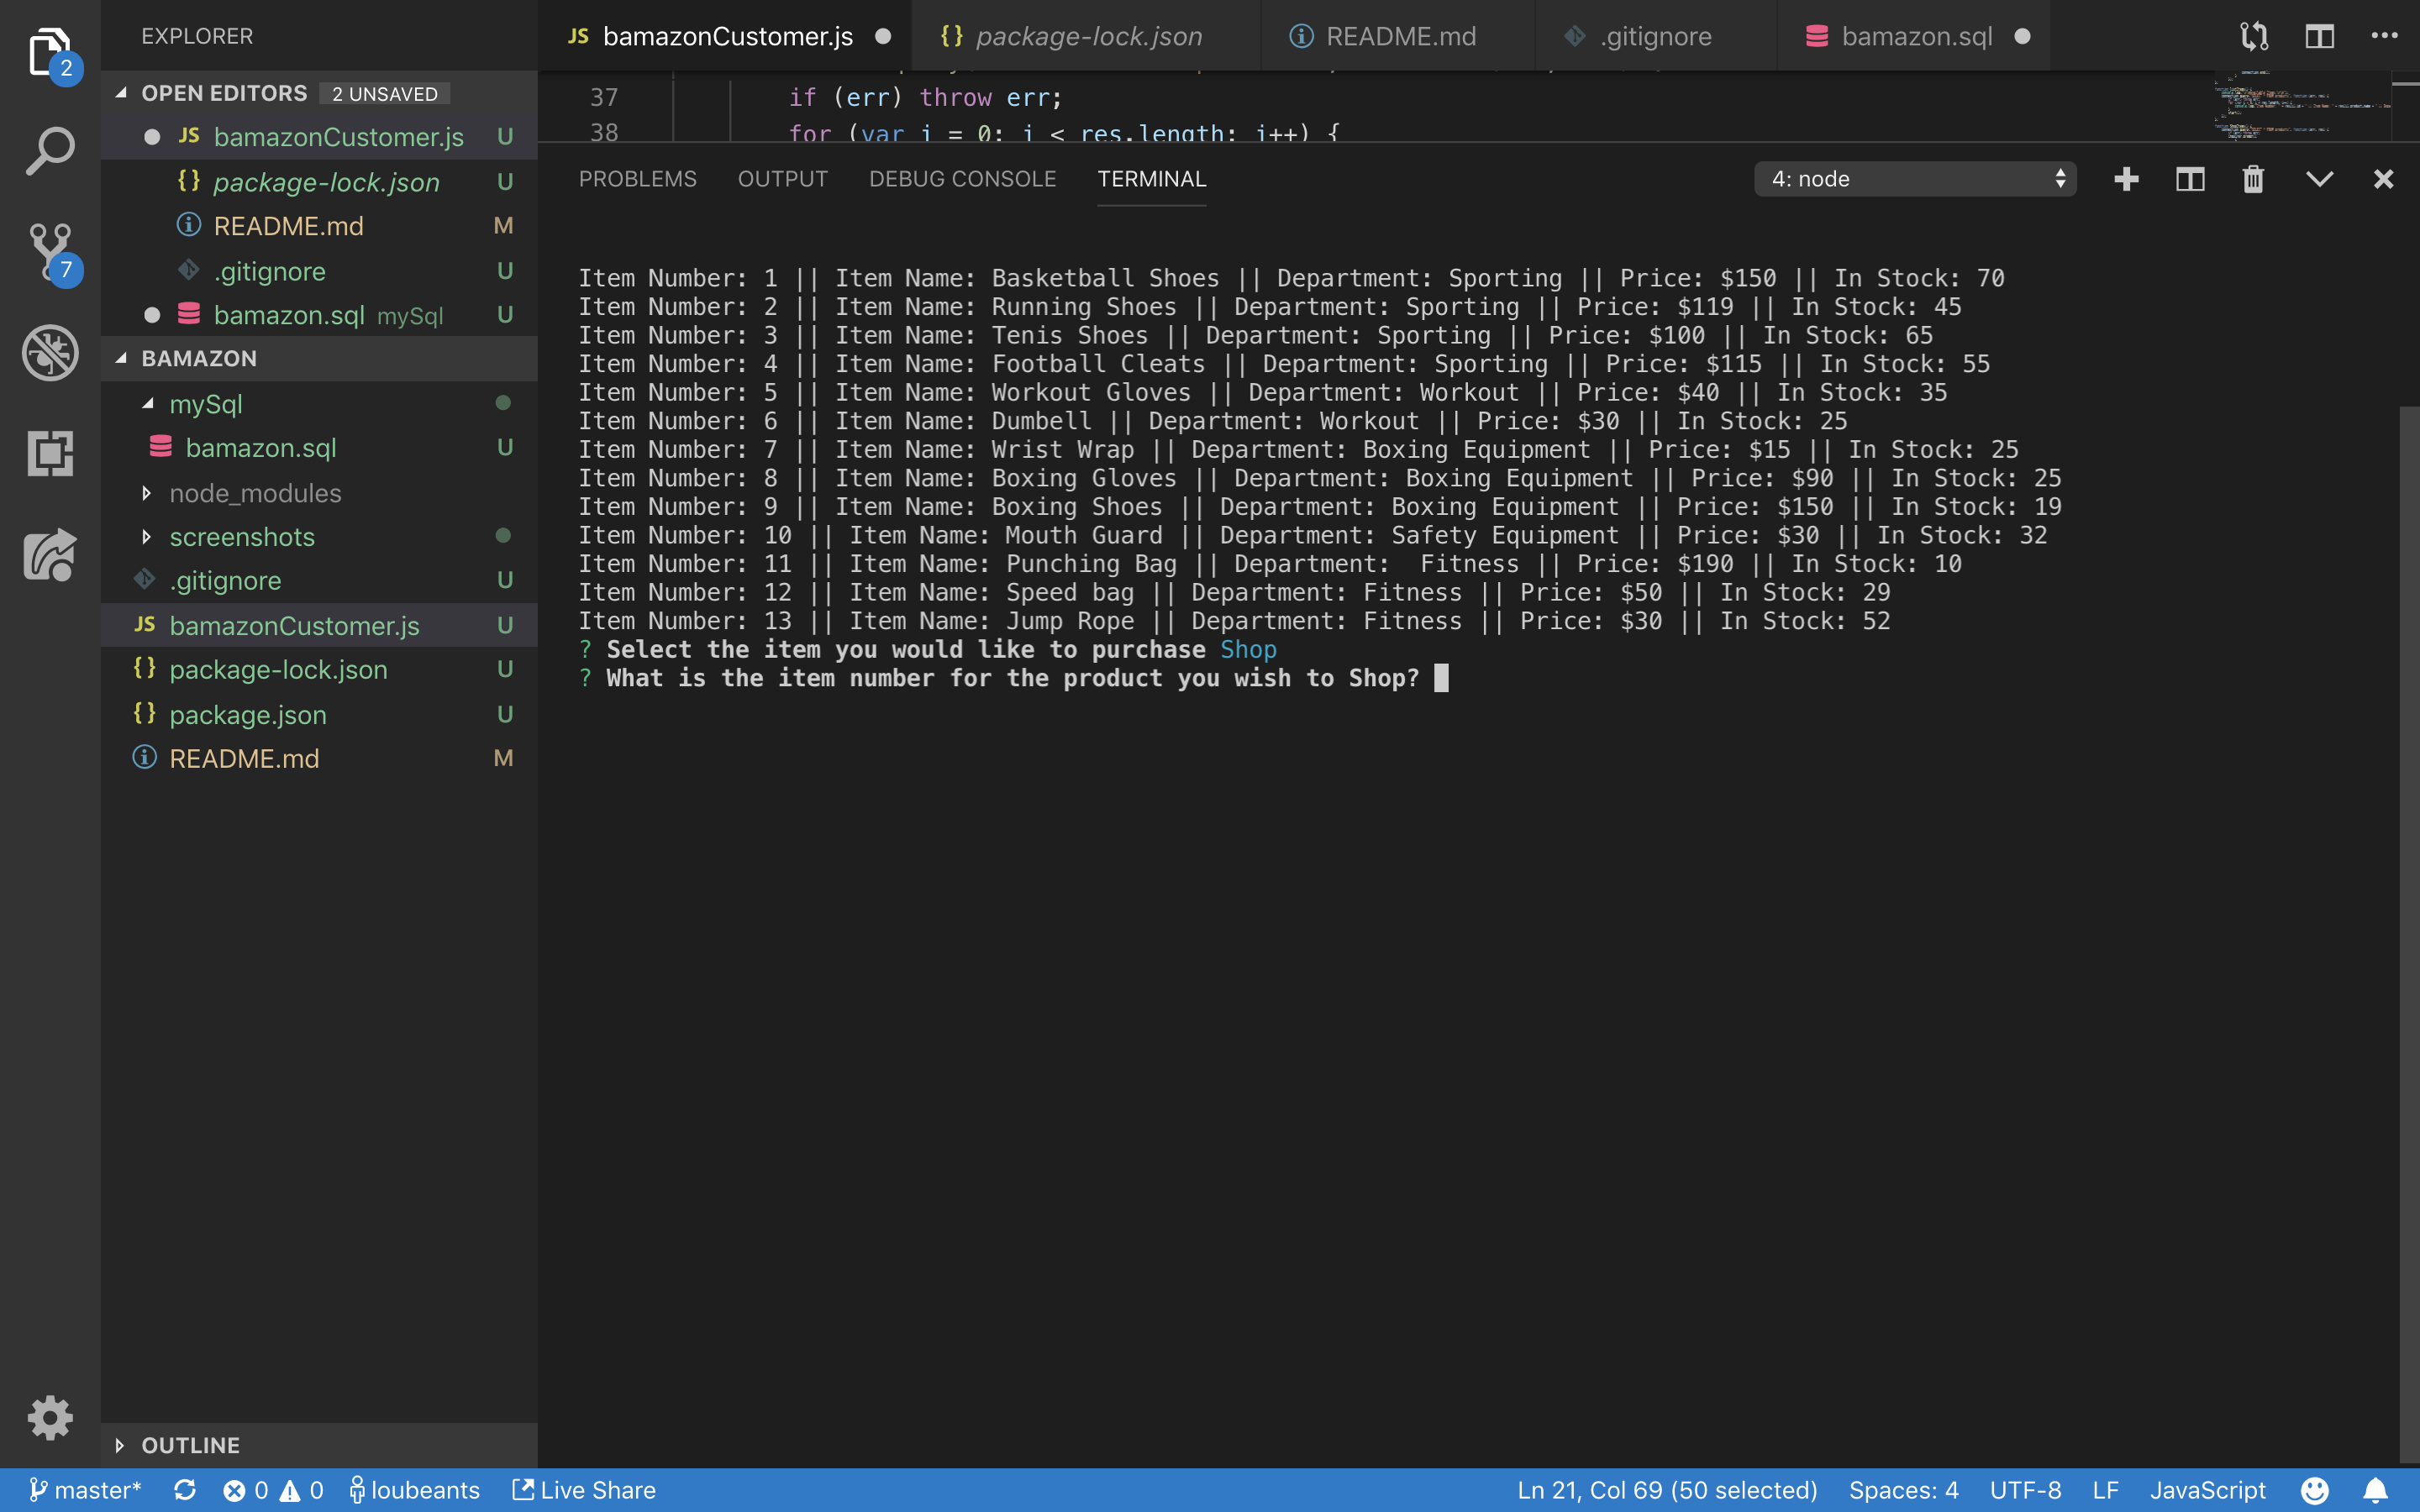 EXPLORER
OPEN EDITORS 2 UNSAVED
JS bamazonCustomer.js U
{} package-lock.json U
README.md M
.gitignore U
bamazon.sql mySql U
BAMAZON
mySql
bamazon.sql U
node_modules
screenshots
.gitignore U
JS bamazonCustomer.js U
{} package-lock.json U
{} package.json U
README.md M
OUTLINE
2
7
JS bamazonCustomer.js
{} package-lock.json
README.md
.gitignore
bamazon.sql
37 if (err) throw err;
38 for (var i = 0; i < res.length; i++) {
PROBLEMS OUTPUT DEBUG CONSOLE TERMINAL 4: node
Item Number: 1 || Item Name: Basketball Shoes || Department: Sporting || Price: $150 || In Stock: 70
Item Number: 2 || Item Name: Running Shoes || Department: Sporting || Price: $119 || In Stock: 45
Item Number: 3 || Item Name: Tenis Shoes || Department: Sporting || Price: $100 || In Stock: 65
Item Number: 4 || Item Name: Football Cleats || Department: Sporting || Price: $115 || In Stock: 55
Item Number: 5 || Item Name: Workout Gloves || Department: Workout || Price: $40 || In Stock: 35
Item Number: 6 || Item Name: Dumbell || Department: Workout || Price: $30 || In Stock: 25
Item Number: 7 || Item Name: Wrist Wrap || Department: Boxing Equipment || Price: $15 || In Stock: 25
Item Number: 8 || Item Name: Boxing Gloves || Department: Boxing Equipment || Price: $90 || In Stock: 25
Item Number: 9 || Item Name: Boxing Shoes || Department: Boxing Equipment || Price: $150 || In Stock: 19
Item Number: 10 || Item Name: Mouth Guard || Department: Safety Equipment || Price: $30 || In Stock: 32
Item Number: 11 || Item Name: Punching Bag || Department:  Fitness || Price: $190 || In Stock: 10
Item Number: 12 || Item Name: Speed bag || Department: Fitness || Price: $50 || In Stock: 29
Item Number: 13 || Item Name: Jump Rope || Department: Fitness || Price: $30 || In Stock: 52
? Select the item you would like to purchase Shop
? What is the item number for the product you wish to Shop?
master* 0 0 loubeants Live Share Ln 21, Col 69 (50 selected) Spaces: 4 UTF-8 LF JavaScript